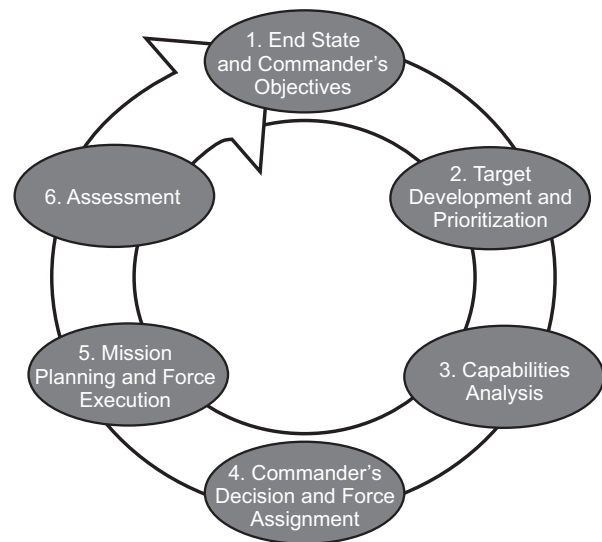 1. End State
and Commander's
Objectives
2. Target
Development and
Prioritization
3. Capabilities
Analysis
4. Commander's
Decision and Force
Assignment
5. Mission
Planning and Force
Execution
6. Assessment